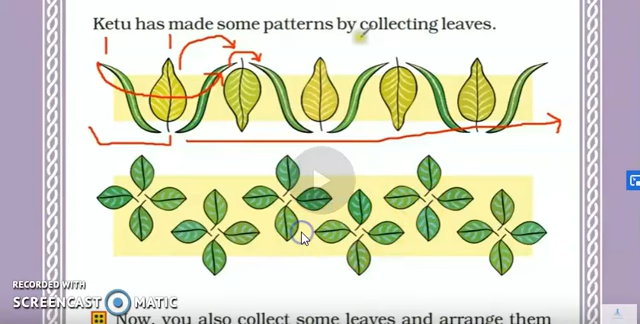 Ketu has made some patterns by collecting leaves.
RECORDED WITH
SCREENCAST MATIC
Now, you also collect some leaves and arrange them